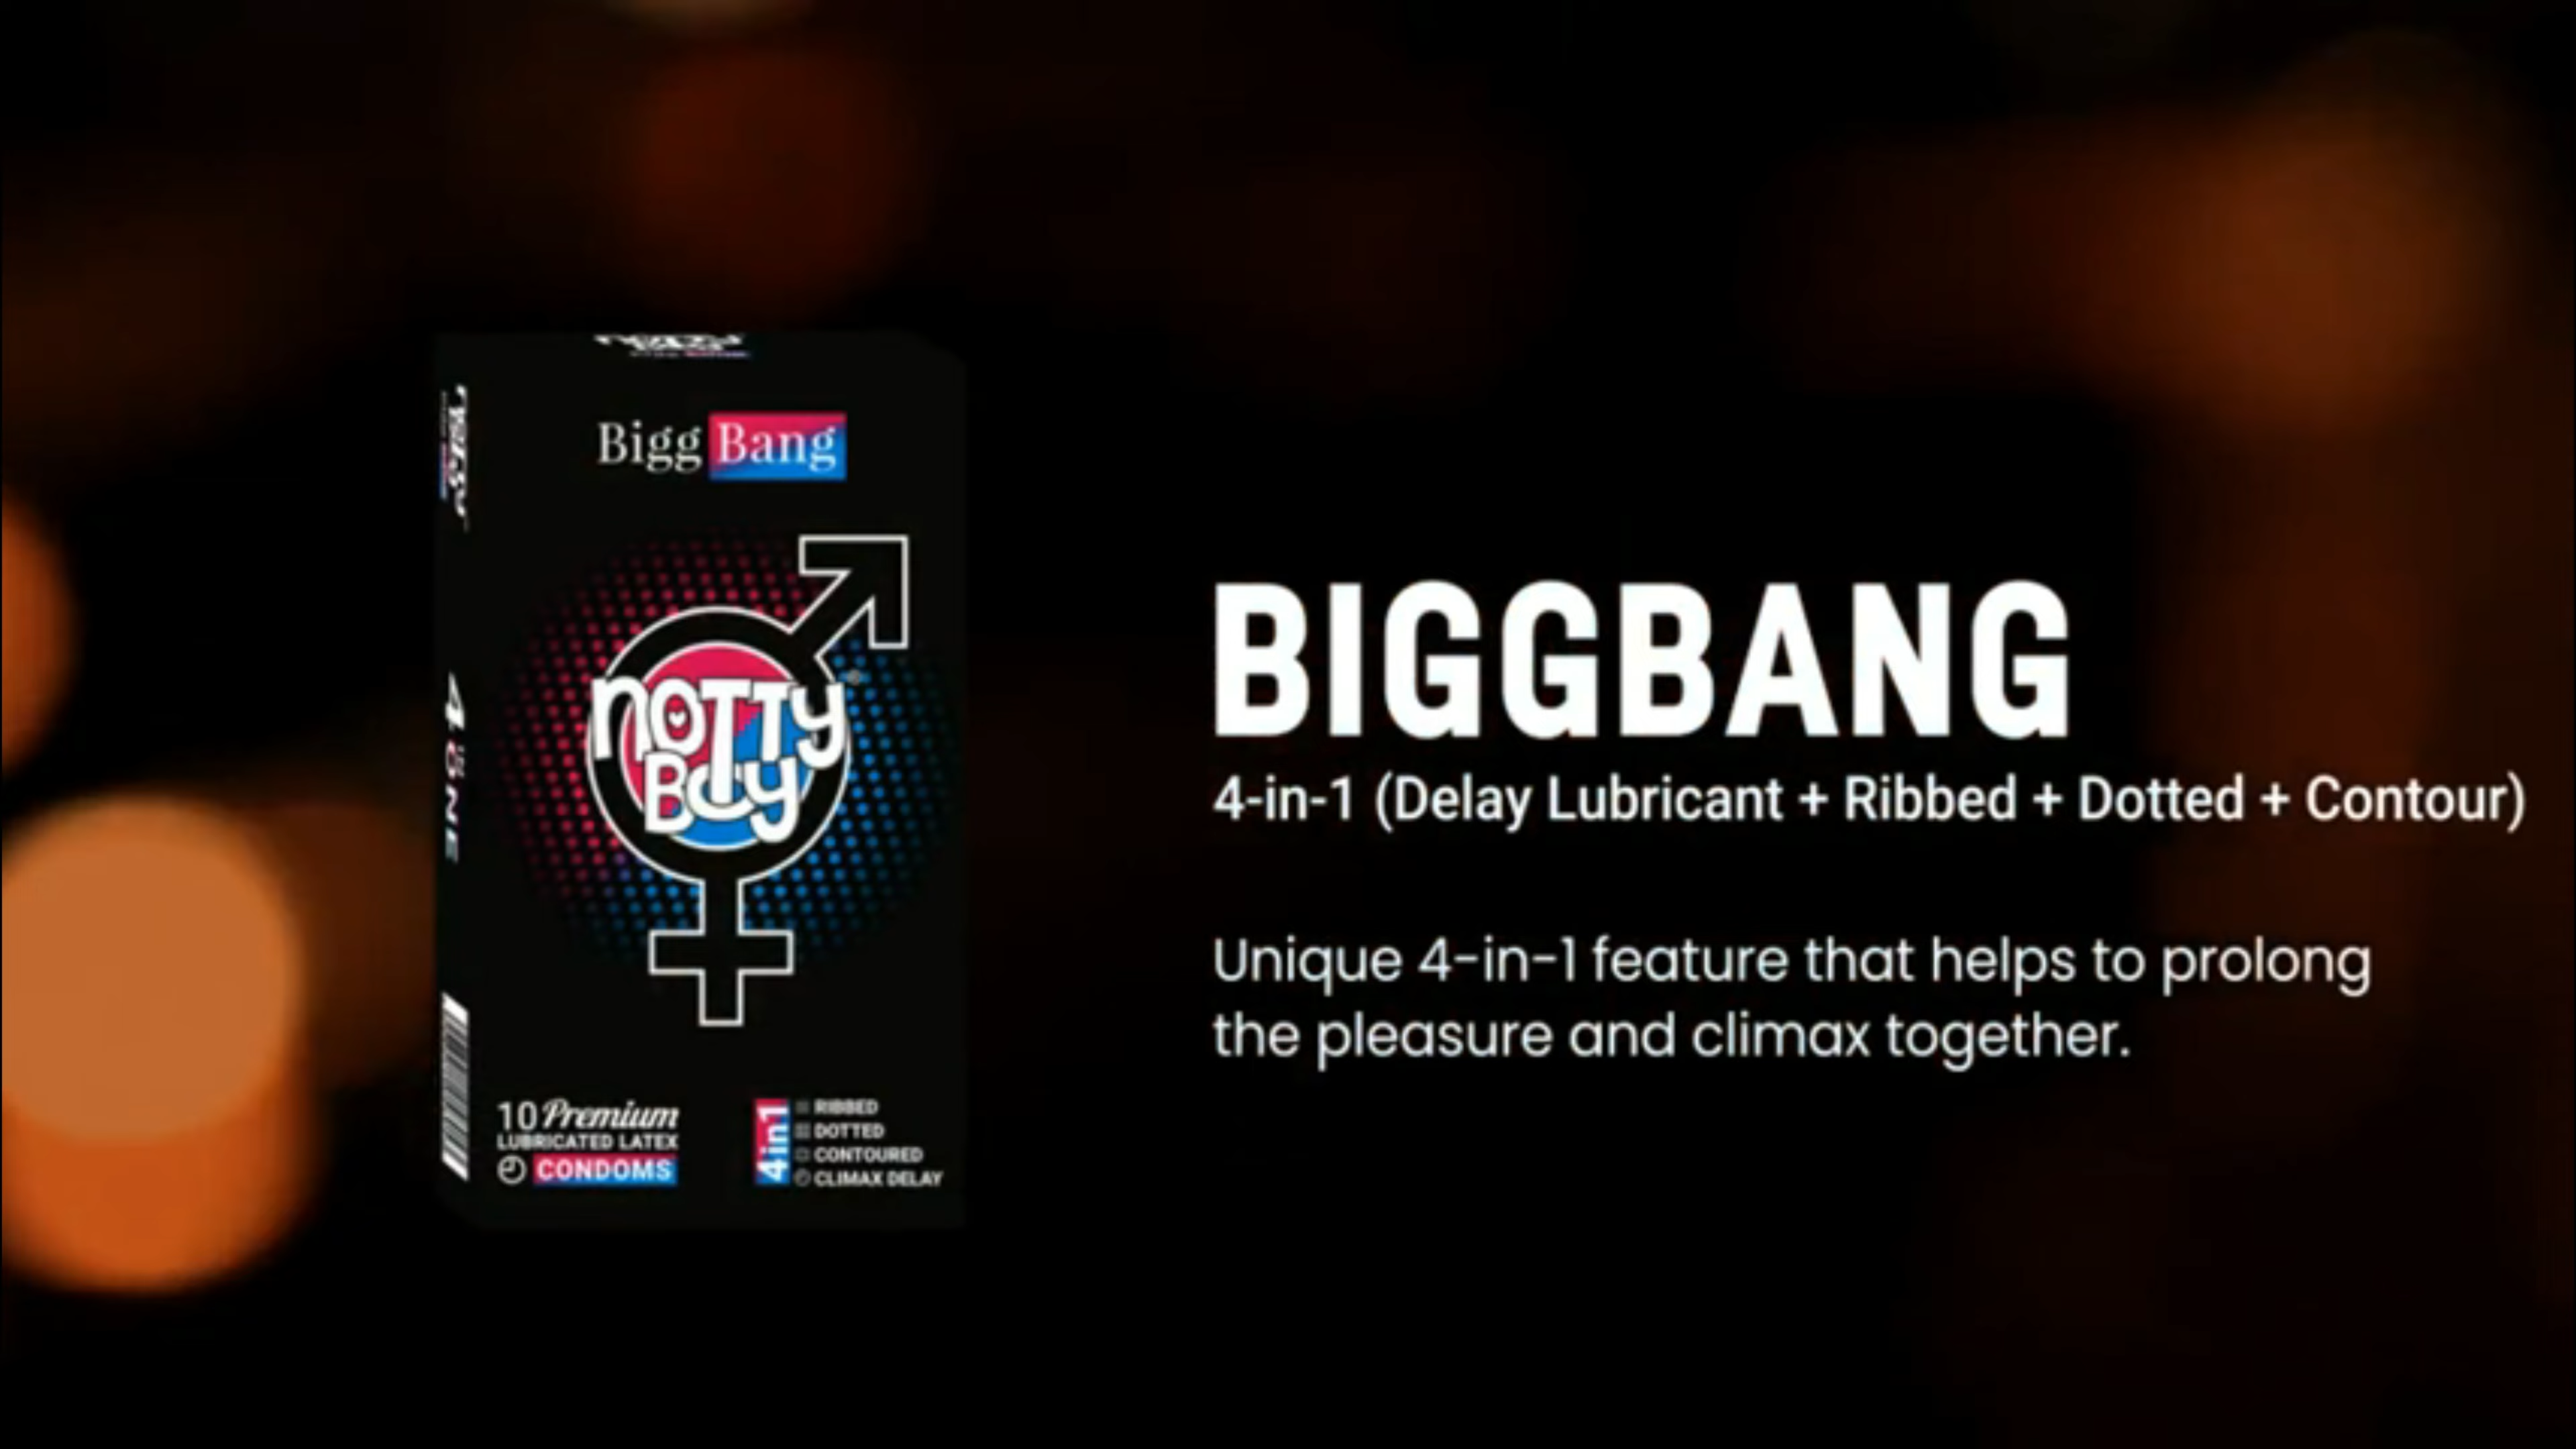 Bigg Bang
notty
Boy
10 Premium
LUBRICATED LATEX
CONDOMS
4in1
RIBBED
DOTTED
CONTOURED
CLIMAX DELAY
BIGGBANG
4-in-1 (Delay Lubricant + Ribbed + Dotted + Contour)
Unique 4-in-1 feature that helps to prolong
the pleasure and climax together.